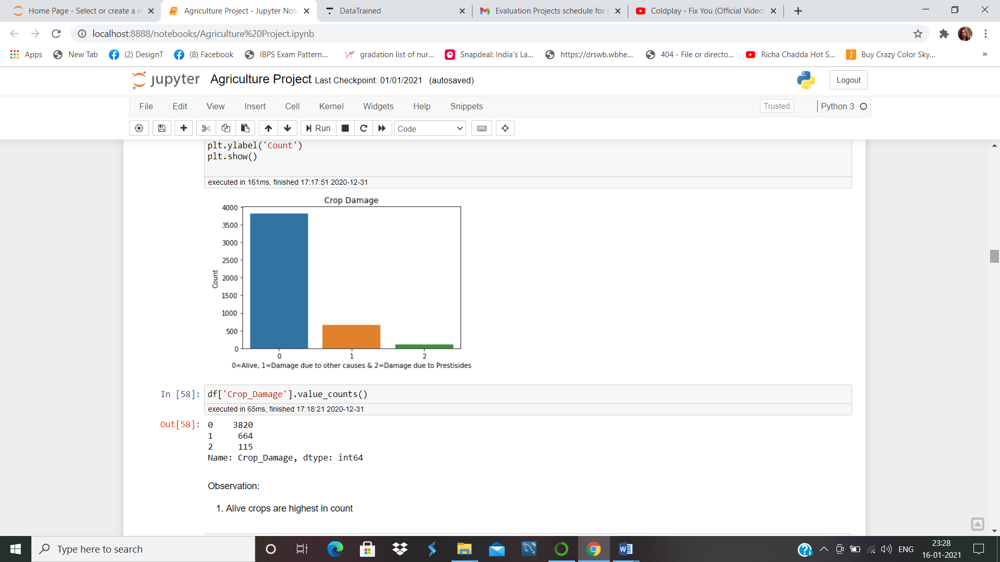 Home Page - Select or create a n
Agriculture Project - Jupyter Not
DataTrained
Evaluation Projects schedule for
Coldplay - Fix You (Official Video)
localhost:8888/notebooks/Agriculture%20Project.ipynb
Apps
New Tab
(2) DesignT
(8) Facebook
IBPS Exam Pattern...
gradation list of nur...
Snapdeal: India's La...
https://drswb.wbhe...
404 - File or directo...
Richa Chadda Hot S...
Buy Crazy Color Sky...
»
jupyter Agriculture Project Last Checkpoint: 01/01/2021 (autosaved)
Logout
File Edit View Insert Cell Kernel Widgets Help Snippets
Trusted
Python 3
Run
Code
plt.ylabel('Count')
plt.show()
executed in 161ms, finished 17:17:51 2020-12-31
Crop Damage
4000
3500
3000
2500
2000
1500
1000
500
0
Count
0 1 2
0=Alive, 1=Damage due to other causes & 2=Damage due to Prestisides
In [58]: df['Crop_Damage'].value_counts()
executed in 65ms, finished 17:18:21 2020-12-31
Out[58]: 0 3820
1 664
2 115
Name: Crop_Damage, dtype: int64
Observation:
1. Alive crops are highest in count
Type here to search
ENG
23:28
16-01-2021